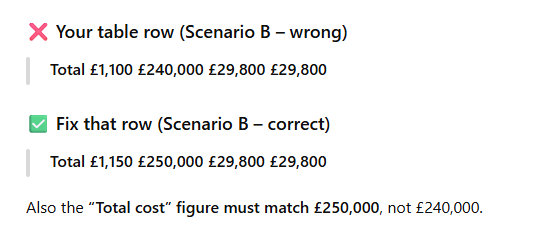 ❌ Your table row (Scenario B – wrong)
Total £1,100 £240,000 £29,800 £29,800
✅ Fix that row (Scenario B – correct)
Total £1,150 £250,000 £29,800 £29,800
Also the “Total cost” figure must match £250,000, not £240,000.